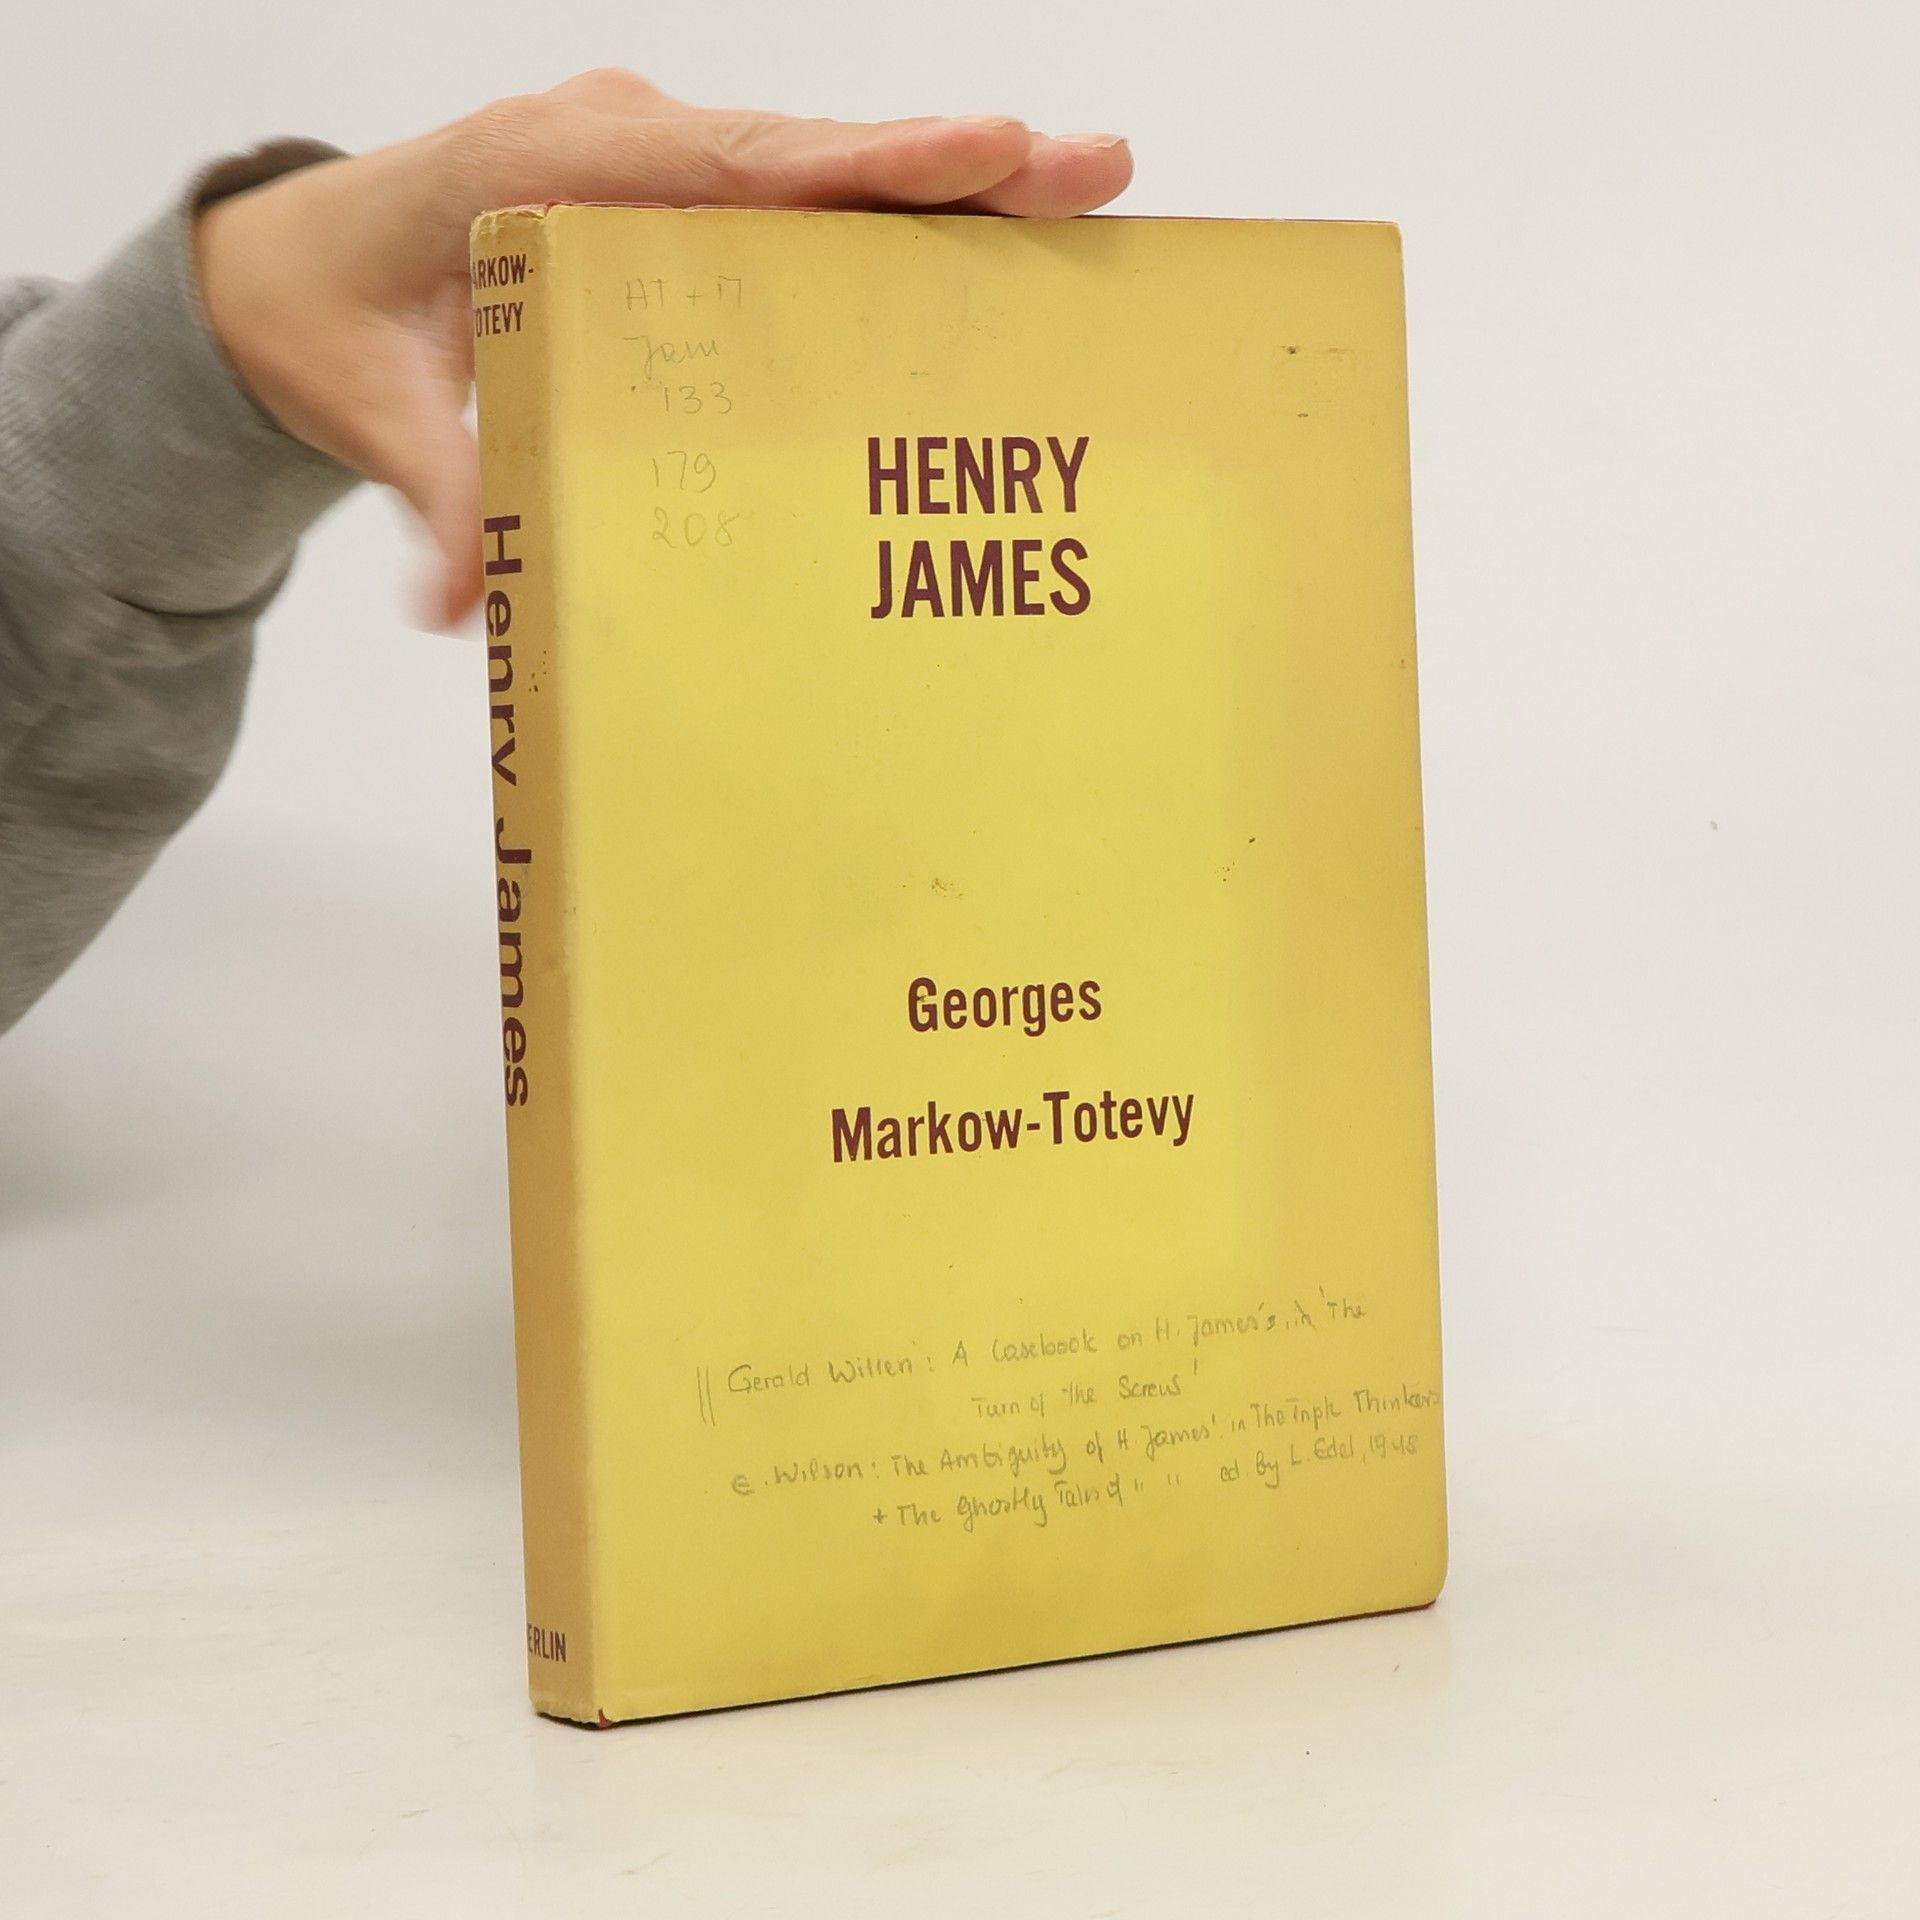 ARKOW-
TOTEVY
Henry James
ERLIN
HENRY
JAMES
Georges
Markow-Totevy
Jam
133
179
208
Gerald Willen: A Casebook on H. James's 'The
Turn of the Screw'
E. Wilson: The Ambiguity of H. James'. in The Triple Thinkers
+ The Ghostly Tales of " " ed. by L. Edel, 1948